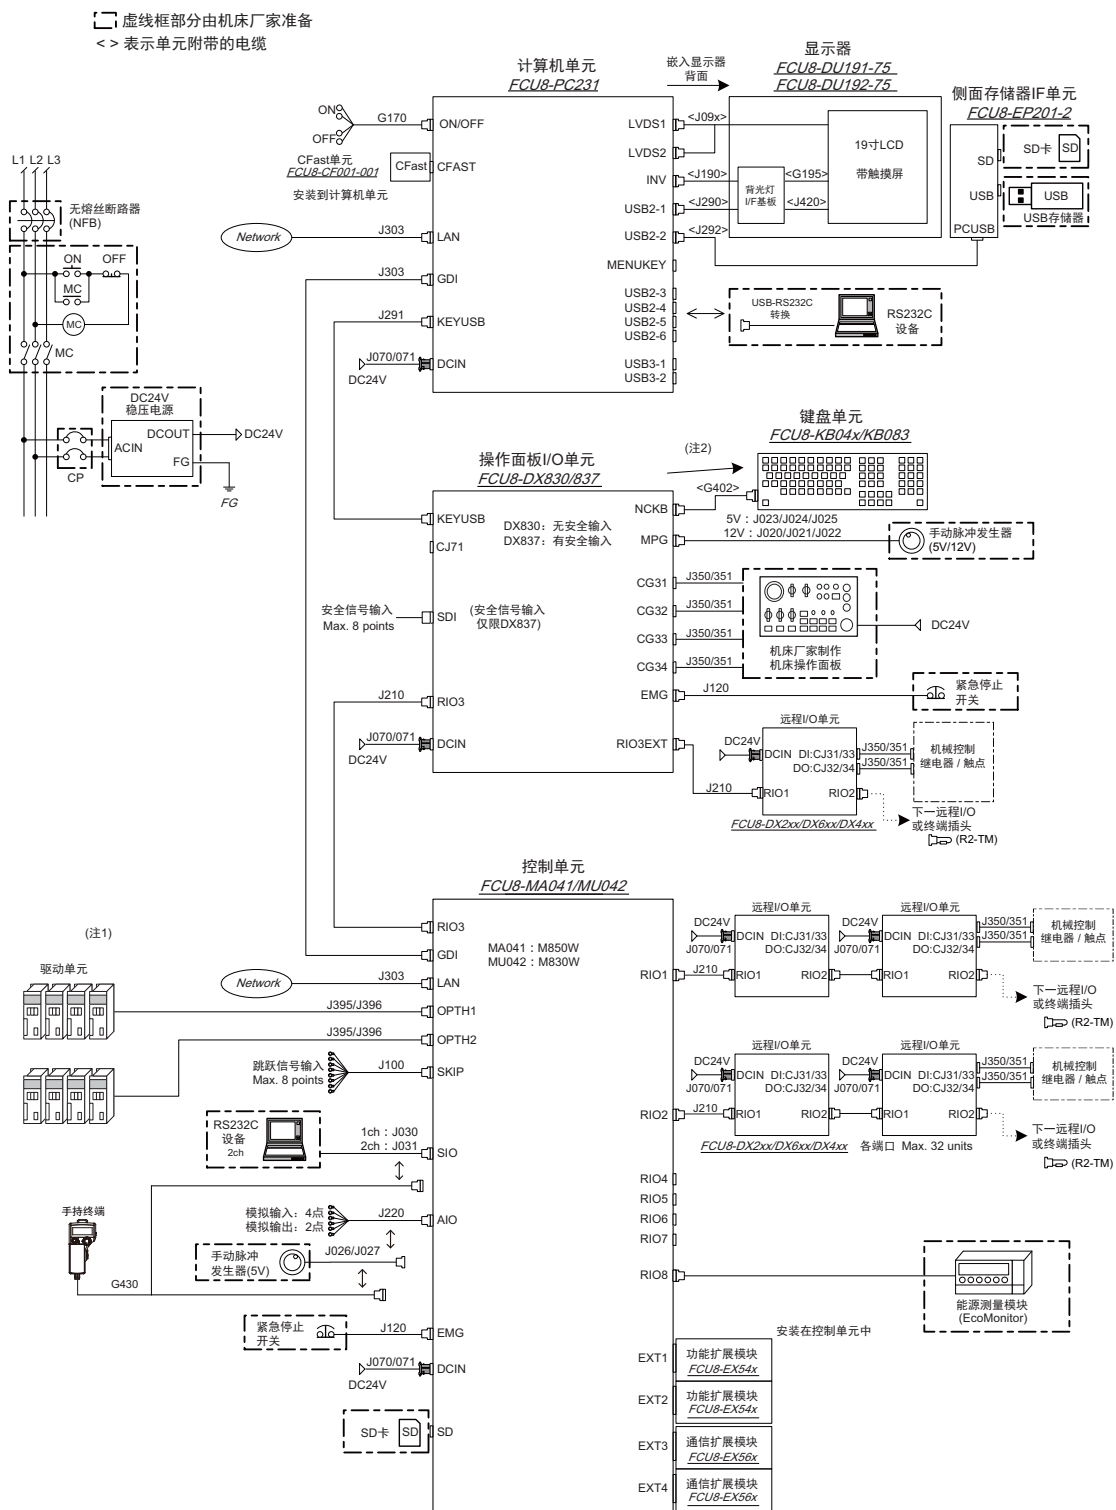 虚线框部分由机床厂家准备
< > 表示单元附带的电缆
计算机单元
FCU8-PC231
嵌入显示器
背面
显示器
FCU8-DU191-75
FCU8-DU192-75
侧面存储器IF单元
FCU8-EP201-2
ON
OFF
G170
ON/OFF
CFast单元
FCU8-CF001-001
CFast
CFAST
安装到计算机单元
LVDS1
<J09x>
LVDS2
INV
<J190>
<G195>
USB2-1
<J290>
<J420>
USB2-2
<J292>
背光灯
I/F基板
19寸LCD
带触摸屏
SD
SD卡
SD
USB
USB
USB存储器
PCUSB
L1 L2 L3
无熔丝断路器
(NFB)
ON
OFF
MC
MC
MC
Network
J303
LAN
J303
GDI
J291
KEYUSB
J070/071
DCIN
DC24V
MENUKEY
USB2-3
USB2-4
USB2-5
USB2-6
USB3-1
USB3-2
USB-RS232C
转换
RS232C
设备
DC24V
稳压电源
DCOUT
DC24V
ACIN
FG
CP
FG
操作面板I/O单元
FCU8-DX830/837
(注2)
键盘单元
FCU8-KB04x/KB083
<G402>
KEYUSB
CJ71
DX830：无安全输入
DX837：有安全输入
NCKB
5V：J023/J024/J025
MPG
12V：J020/J021/J022
手动脉冲发生器
(5V/12V)
安全信号输入
Max. 8 points
SDI
(安全信号输入
仅限DX837)
CG31
J350/351
CG32
J350/351
CG33
J350/351
CG34
J350/351
机床厂家制作
机床操作面板
DC24V
EMG
J120
紧急停止
开关
J210
RIO3
J070/071
DCIN
DC24V
RIO3EXT
远程I/O单元
DC24V
DCIN
DI:CJ31/33
J350/351
DO:CJ32/34
J350/351
机械控制
继电器 / 触点
J210
RIO1
RIO2
FCU8-DX2xx/DX6xx/DX4xx
下一远程I/O
或终端插头
(R2-TM)
控制单元
FCU8-MA041/MU042
RIO3
GDI
MA041：M850W
MU042：M830W
(注1)
驱动单元
Network
J303
LAN
J395/J396
OPTH1
J395/J396
OPTH2
跳跃信号输入
Max. 8 points
J100
SKIP
RS232C
设备
2ch
1ch：J030
2ch：J031
SIO
手持终端
G430
模拟输入：4点
模拟输出：2点
J220
AIO
手动脉冲
发生器(5V)
J026/J027
紧急停止
开关
J120
EMG
J070/071
DCIN
DC24V
SD卡
SD
SD
远程I/O单元
远程I/O单元
DC24V
DCIN
DI:CJ31/33
DO:CJ32/34
J070/071
DC24V
DCIN
DI:CJ31/33
DO:CJ32/34
J070/071
J350/351
J350/351
机械控制
继电器 / 触点
RIO1
J210
RIO1
RIO2
RIO1
RIO2
下一远程I/O
或终端插头
(R2-TM)
远程I/O单元
远程I/O单元
DC24V
DCIN
DI:CJ31/33
DO:CJ32/34
J070/071
DC24V
DCIN
DI:CJ31/33
DO:CJ32/34
J070/071
J350/351
J350/351
机械控制
继电器 / 触点
RIO2
J210
RIO1
RIO2
RIO1
RIO2
FCU8-DX2xx/DX6xx/DX4xx
各端口 Max. 32 units
下一远程I/O
或终端插头
(R2-TM)
RIO4
RIO5
RIO6
RIO7
RIO8
能源测量模块
(EcoMonitor)
安装在控制单元中
EXT1
功能扩展模块
FCU8-EX54x
EXT2
功能扩展模块
FCU8-EX54x
EXT3
通信扩展模块
FCU8-EX56x
EXT4
通信扩展模块
FCU8-EX56x